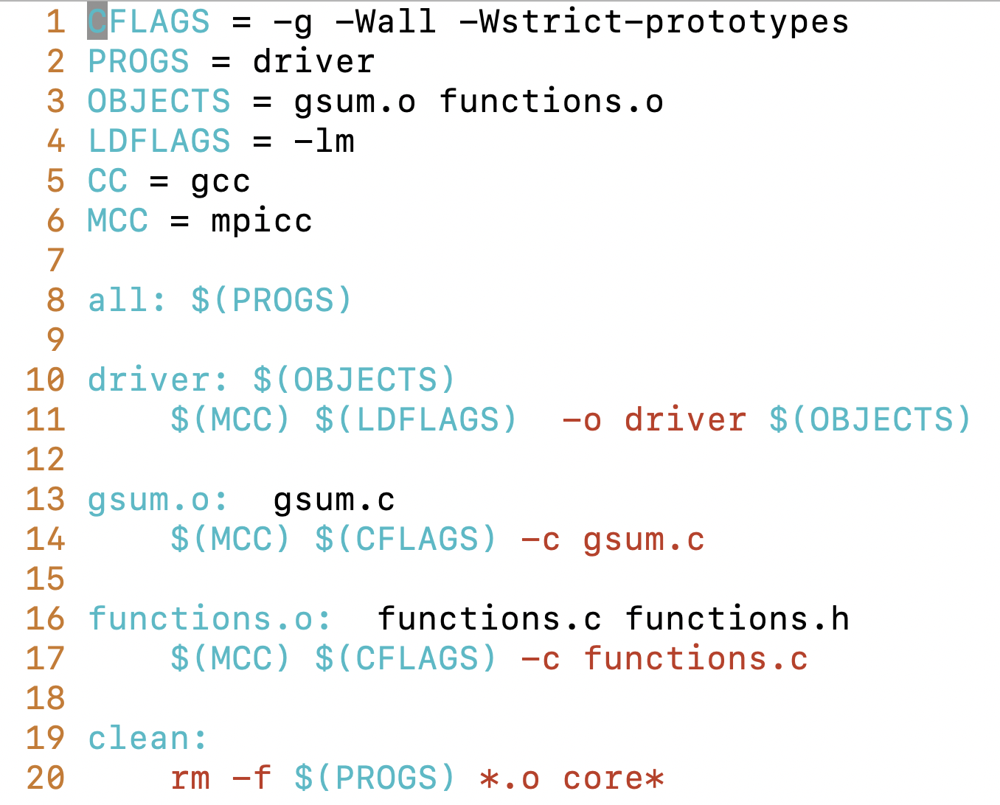 1 CFLAGS = -g -Wall -Wstrict-prototypes
2 PROGS = driver
3 OBJECTS = gsum.o functions.o
4 LDFLAGS = -lm
5 CC = gcc
6 MCC = mpicc
7
8 all: $(PROGS)
9
10 driver: $(OBJECTS)
11     $(MCC) $(LDFLAGS)  -o driver $(OBJECTS)
12
13 gsum.o:  gsum.c
14     $(MCC) $(CFLAGS) -c gsum.c
15
16 functions.o:  functions.c functions.h
17     $(MCC) $(CFLAGS) -c functions.c
18
19 clean:
20     rm -f $(PROGS) *.o core*